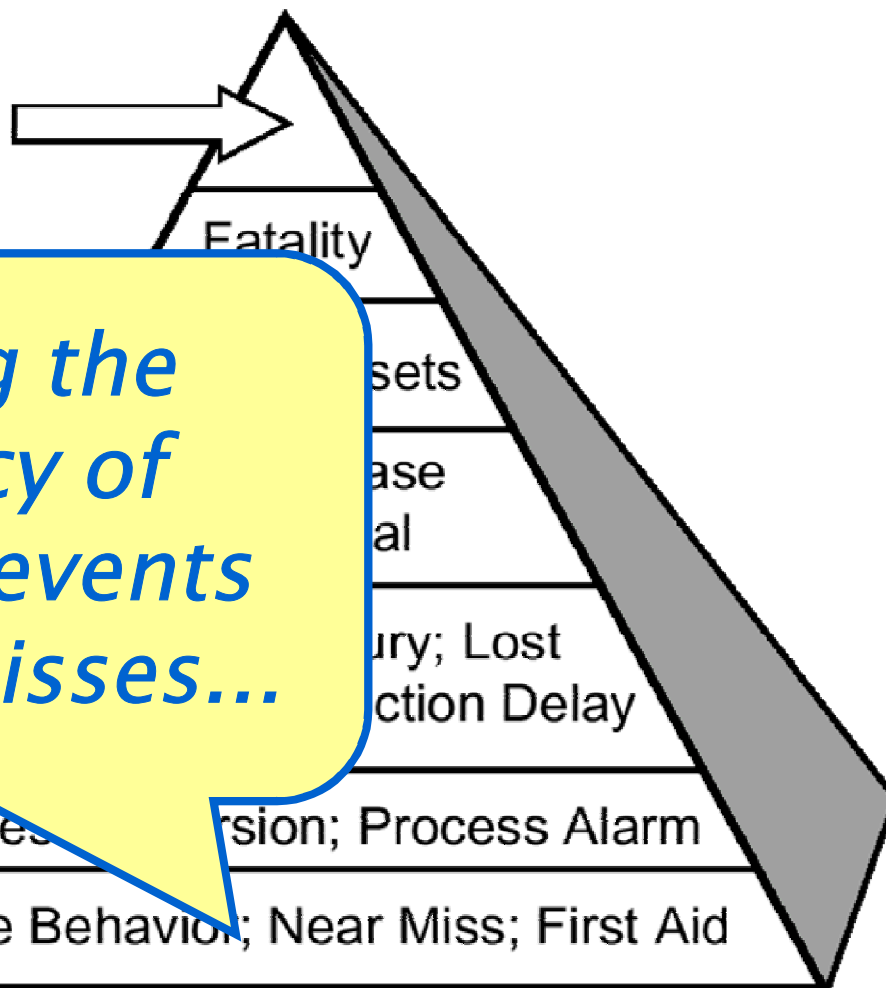 Fatality
g the
sets
cy of
ase
al
events
isses...
ury; Lost
ction Delay
es rsion; Process Alarm
e Behavior; Near Miss; First Aid